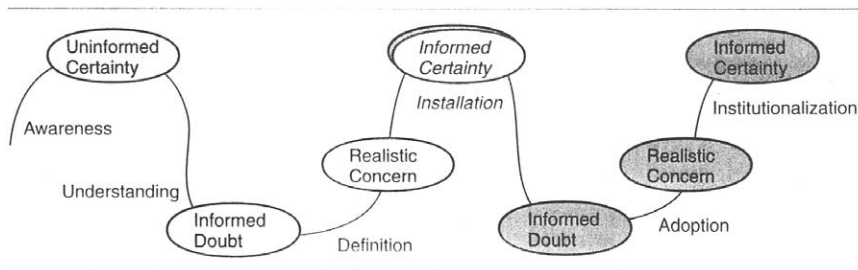 Uninformed
Certainty
Awareness
Understanding
Informed
Doubt
Definition
Realistic
Concern
Informed
Certainty
Installation
Informed
Doubt
Adoption
Realistic
Concern
Institutionalization
Informed
Certainty